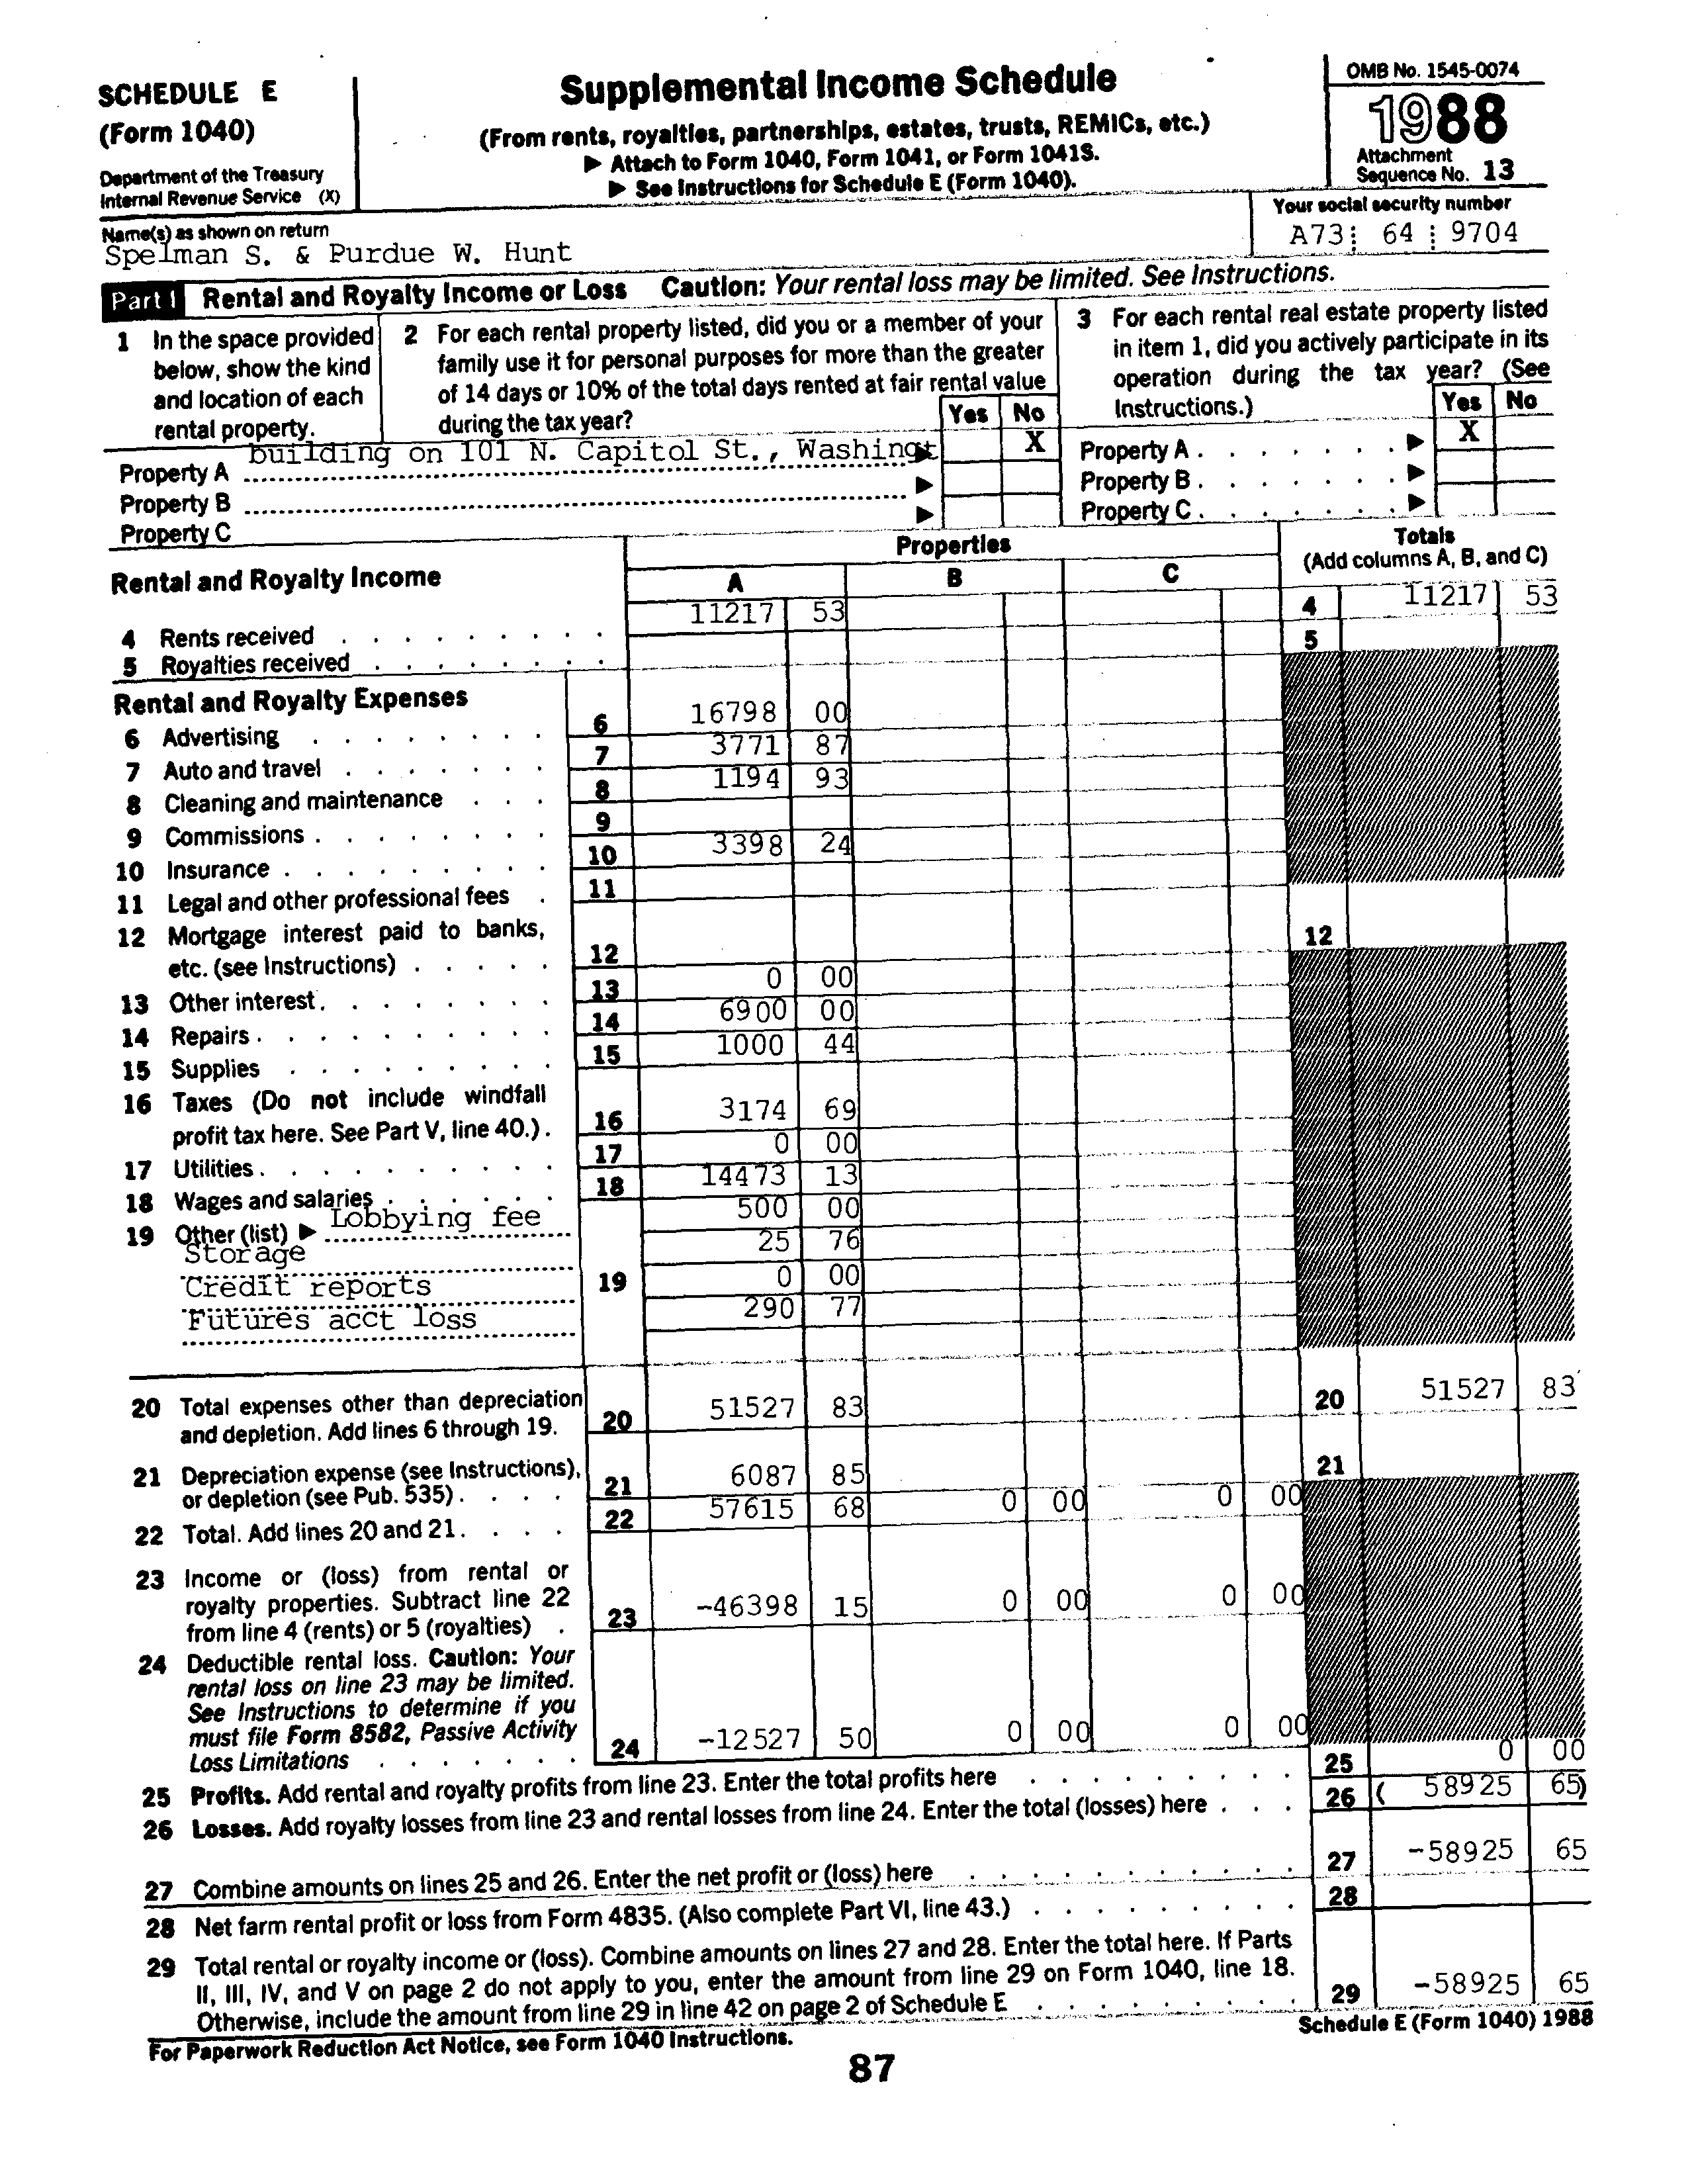 SCHEDULE E
(Form 1040)
Department of the Treasury
Internal Revenue Service (X)
Supplemental Income Schedule
(From rents, royalties, partnerships, estates, trusts, REMICs, etc.)
▶ Attach to Form 1040, Form 1041, or Form 1041S.
▶ See Instructions for Schedule E (Form 1040).
OMB No. 1545-0074
1988
Attachment
Sequence No. 13
Name(s) as shown on return
Spelman S. & Purdue W. Hunt
Your social security number
A73 64 9704
Part I Rental and Royalty Income or Loss Caution: Your rental loss may be limited. See Instructions.
1 In the space provided
below, show the kind
and location of each
rental property.
2 For each rental property listed, did you or a member of your
family use it for personal purposes for more than the greater
of 14 days or 10% of the total days rented at fair rental value
during the tax year?
Yes No
3 For each rental real estate property listed
in item 1, did you actively participate in its
operation during the tax year? (See
Instructions.)
Yes No
Property A building on 101 N. Capitol St., Washingt X
Property B
Property C
Property A . . . . . . . ▶ X
Property B . . . . . . . ▶
Property C . . . . . . . ▶
Rental and Royalty Income
Properties
A B C
Totals
(Add columns A, B, and C)
4 Rents received . . . . . . . . . 11217 53 4 11217 53
5 Royalties received . . . . . . . . 5
Rental and Royalty Expenses
6 Advertising . . . . . . . . 6 16798 00
7 Auto and travel . . . . . . . 7 3771 87
8 Cleaning and maintenance . . . 8 1194 93
9 Commissions . . . . . . . . 9
10 Insurance . . . . . . . . . 10 3398 24
11 Legal and other professional fees . 11
12 Mortgage interest paid to banks,
etc. (see Instructions) . . . . . 12 12
13 Other interest. . . . . . . . 13 0 00
14 Repairs . . . . . . . . . . 14 6900 00
15 Supplies . . . . . . . . . 15 1000 44
16 Taxes (Do not include windfall
profit tax here. See Part V, line 40.) . 16 3174 69
17 Utilities . . . . . . . . . . 17 0 00
18 Wages and salaries . . . . . . 18 14473 13
19 Other (list) ▶ Lobbying fee 500 00
Storage 25 76
Credit reports 19 0 00
Futures acct loss 290 77
20 Total expenses other than depreciation
and depletion. Add lines 6 through 19. 20 51527 83 20 51527 83
21 Depreciation expense (see Instructions),
or depletion (see Pub. 535) . . . . 21 6087 85 21
22 Total. Add lines 20 and 21. . . . 22 57615 68 0 00 0 00
23 Income or (loss) from rental or
royalty properties. Subtract line 22
from line 4 (rents) or 5 (royalties) . 23 -46398 15 0 00 0 00
24 Deductible rental loss. Caution: Your
rental loss on line 23 may be limited.
See Instructions to determine if you
must file Form 8582, Passive Activity
Loss Limitations . . . . . . . 24 -12527 50 0 00 0 00
25 Profits. Add rental and royalty profits from line 23. Enter the total profits here . . . . . . . . . 25 0 00
26 Losses. Add royalty losses from line 23 and rental losses from line 24. Enter the total (losses) here . . . 26 ( 58925 65)
27 Combine amounts on lines 25 and 26. Enter the net profit or (loss) here . . . . . . . . . . . 27 -58925 65
28 Net farm rental profit or loss from Form 4835. (Also complete Part VI, line 43.) . . . . . . . . . 28
29 Total rental or royalty income or (loss). Combine amounts on lines 27 and 28. Enter the total here. If Parts
II, III, IV, and V on page 2 do not apply to you, enter the amount from line 29 on Form 1040, line 18.
Otherwise, include the amount from line 29 in line 42 on page 2 of Schedule E . . . . . . . . . 29 -58925 65
For Paperwork Reduction Act Notice, see Form 1040 Instructions.
Schedule E (Form 1040) 1988
87